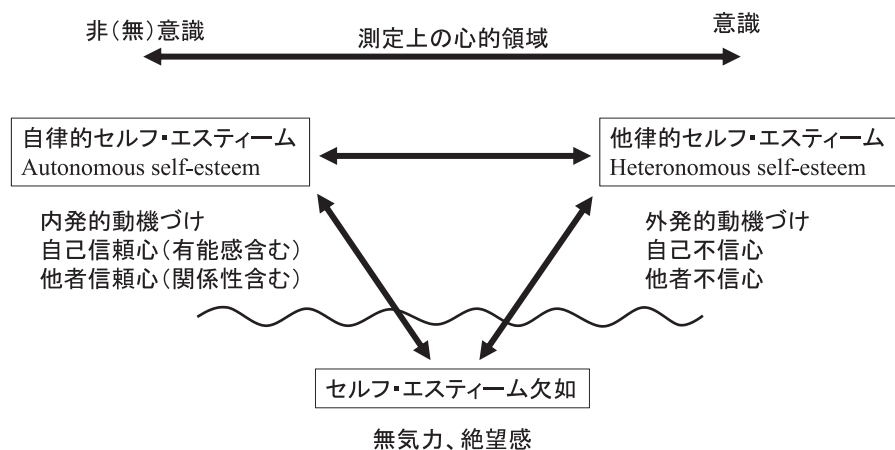 非(無)意識
測定上の心的領域
意識
自律的セルフ・エスティーム
Autonomous self-esteem
他律的セルフ・エスティーム
Heteronomous self-esteem
内発的動機づけ
自己信頼心(有能感含む)
他者信頼心(関係性含む)
外発的動機づけ
自己不信心
他者不信心
セルフ・エスティーム欠如
無気力、絶望感